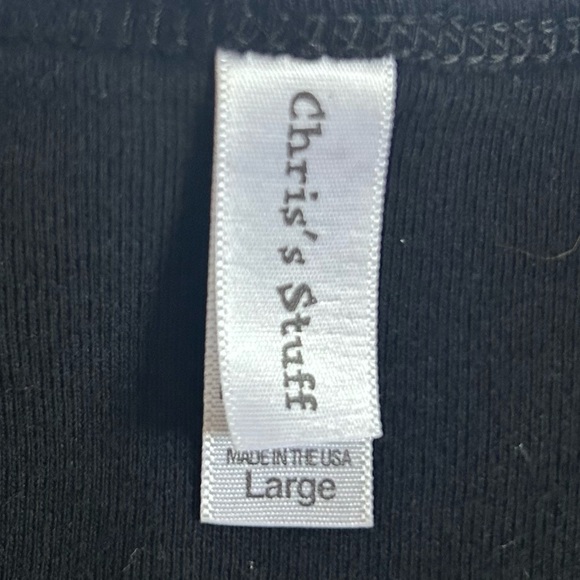 Chris's Stuff
MADE IN THE USA
Large